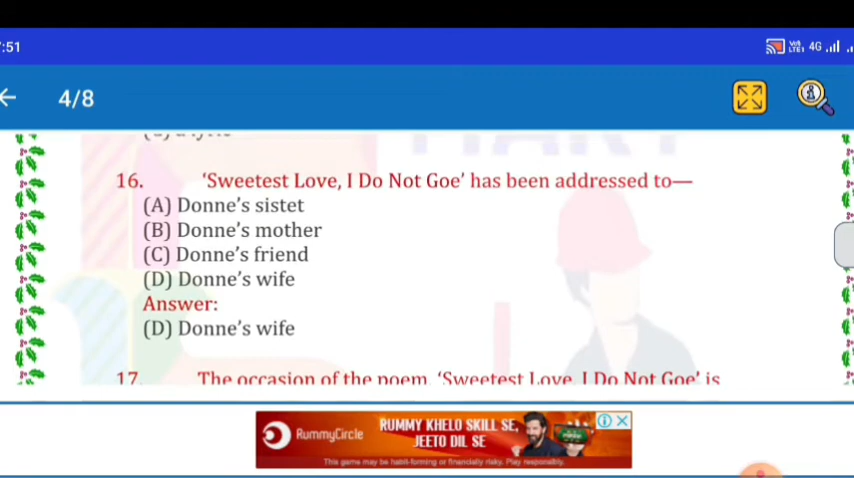 :51
4G
4/8
16. ‘Sweetest Love, I Do Not Goe’ has been addressed to—
(A) Donne’s sistet
(B) Donne’s mother
(C) Donne’s friend
(D) Donne’s wife
Answer:
(D) Donne’s wife
17. The occasion of the poem, ‘Sweetest Love, I Do Not Goe’ is
RummyCircle
RUMMY KHELO SKILL SE,
JEETO DIL SE
This game may be habit-forming or financially risky. Play responsibly.